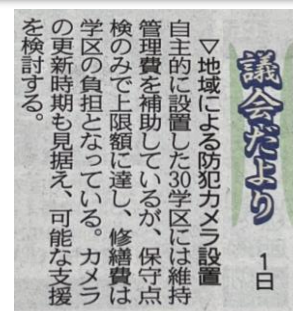 議会だより
1日
▽地域による防犯カメラ設置
自主的に設置した30学区には維持
管理費を補助しているが、保守点
検のみで上限額に達し、修繕費は
学区の負担となっている。カメラ
の更新時期も見据え、可能な支援
を検討する。